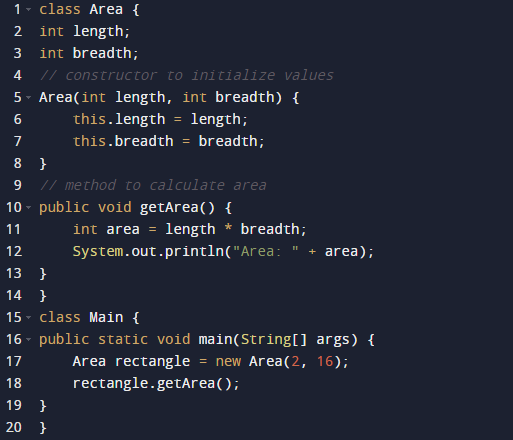 1 class Area {
2 int length;
3 int breadth;
4 // constructor to initialize values
5 Area(int length, int breadth) {
6     this.length = length;
7     this.breadth = breadth;
8 }
9 // method to calculate area
10 public void getArea() {
11     int area = length * breadth;
12     System.out.println("Area: " + area);
13 }
14 }
15 class Main {
16 public static void main(String[] args) {
17     Area rectangle = new Area(2, 16);
18     rectangle.getArea();
19 }
20 }